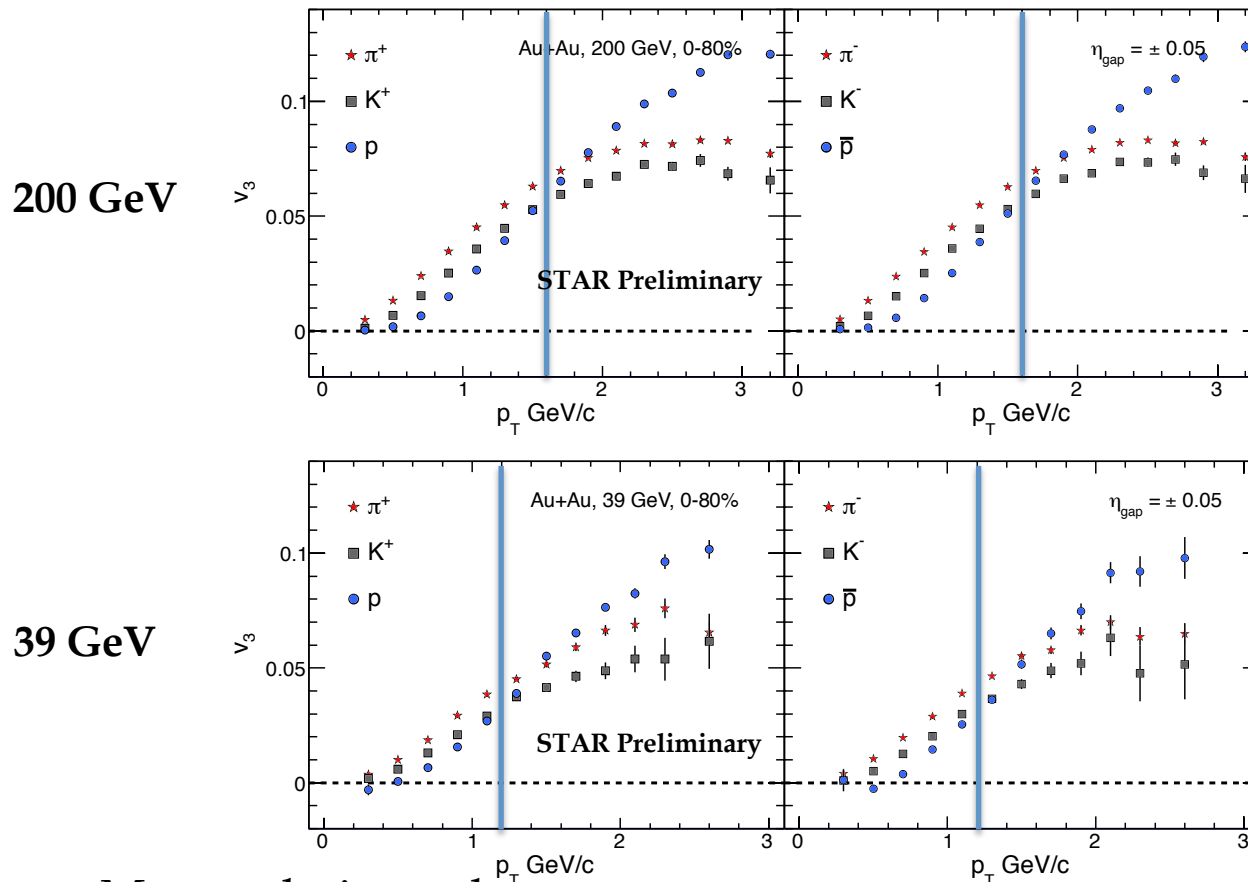 200 GeV
v3
0.1
0.05
0
π+
K+
p
Au+Au, 200 GeV, 0-80%
STAR Preliminary
0 1 2 3
pT GeV/c
π-
K-
p̅
ηgap = ± 0.05
0 1 2 3
pT GeV/c
39 GeV
v3
0.1
0.05
0
π+
K+
p
Au+Au, 39 GeV, 0-80%
STAR Preliminary
0 1 2 3
pT GeV/c
π-
K-
p̅
ηgap = ± 0.05
0 1 2 3
pT GeV/c